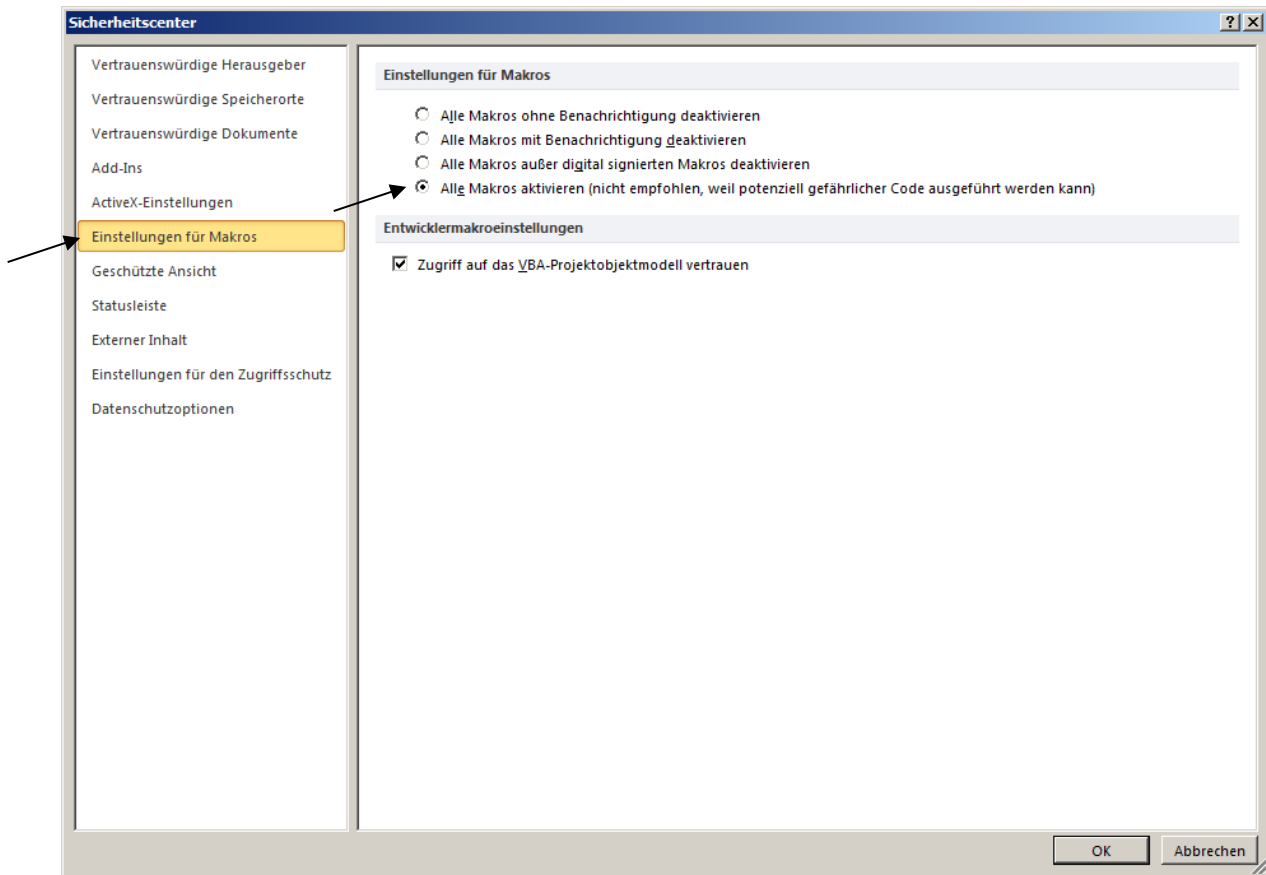 Sicherheitscenter
Vertrauenswürdige Herausgeber
Vertrauenswürdige Speicherorte
Vertrauenswürdige Dokumente
Add-Ins
ActiveX-Einstellungen
Einstellungen für Makros
Geschützte Ansicht
Statusleiste
Externer Inhalt
Einstellungen für den Zugriffsschutz
Datenschutzoptionen
Einstellungen für Makros
Alle Makros ohne Benachrichtigung deaktivieren
Alle Makros mit Benachrichtigung deaktivieren
Alle Makros außer digital signierten Makros deaktivieren
Alle Makros aktivieren (nicht empfohlen, weil potenziell gefährlicher Code ausgeführt werden kann)
Entwicklermakroeinstellungen
Zugriff auf das VBA-Projektobjektmodell vertrauen
OK
Abbrechen